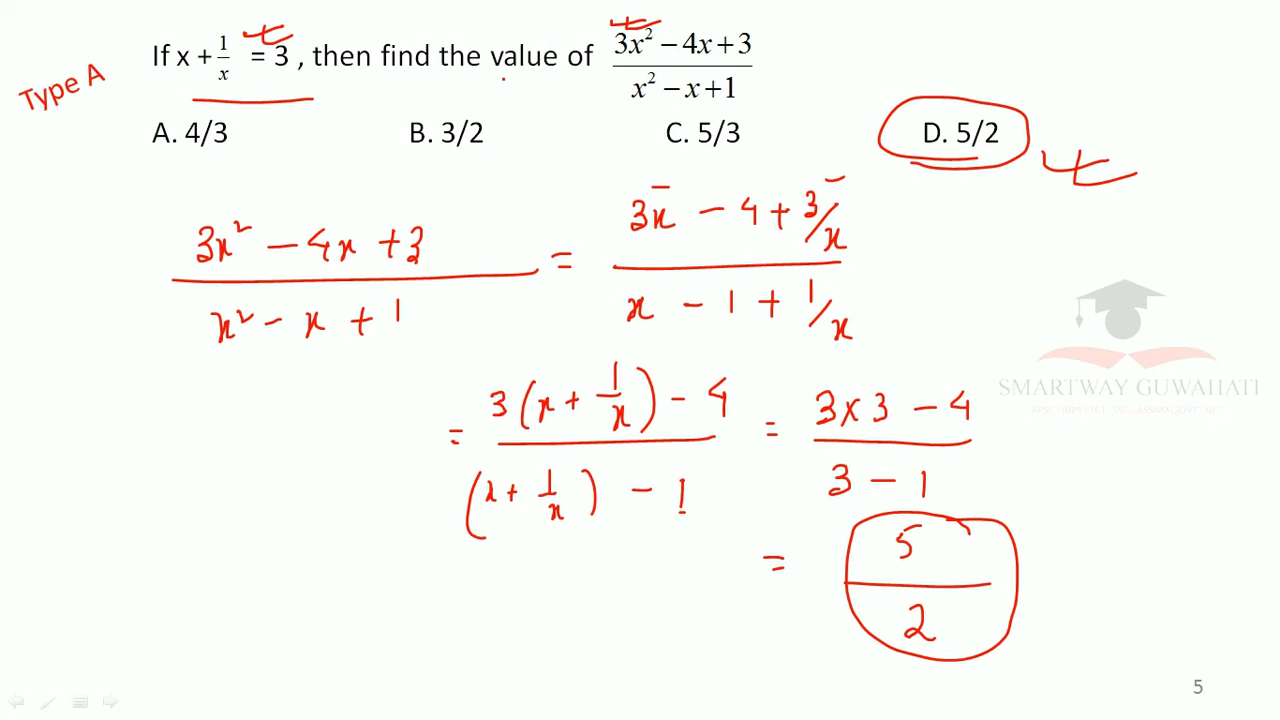 Type A
If x + 1/x = 3 , then find the value of (3x² − 4x + 3)/(x² − x + 1)
A. 4/3 B. 3/2 C. 5/3 D. 5/2
(3x² − 4x + 3)/(x² − x + 1) = (3x − 4 + 3/x)/(x − 1 + 1/x)
= (3(x + 1/x) − 4)/((x + 1/x) − 1) = (3 × 3 − 4)/(3 − 1)
= 5/2
SMARTWAY GUWAHATI
5